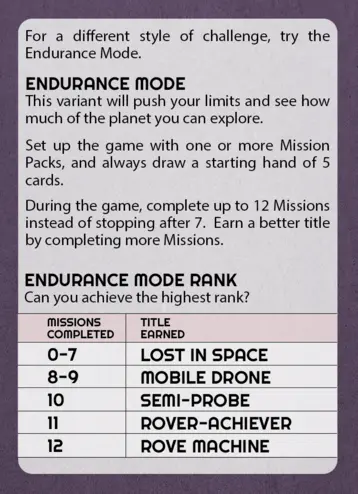 For a different style of challenge, try the
Endurance Mode.
ENDURANCE MODE
This variant will push your limits and see how
much of the planet you can explore.
Set up the game with one or more Mission
Packs, and always draw a starting hand of 5
cards.
During the game, complete up to 12 Missions
instead of stopping after 7. Earn a better title
by completing more Missions.
ENDURANCE MODE RANK
Can you achieve the highest rank?
MISSIONS TITLE
COMPLETED EARNED
0-7 LOST IN SPACE
8-9 MOBILE DRONE
10 SEMI-PROBE
11 ROVER-ACHIEVER
12 ROVE MACHINE